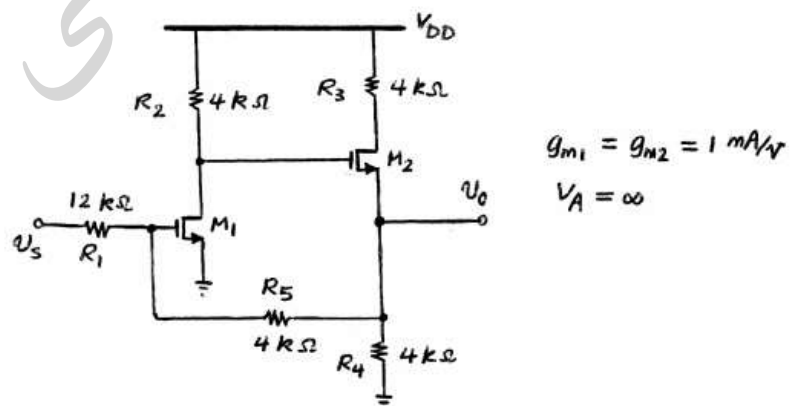 V_DD
R_2 4 kΩ
R_3 4 kΩ
M_2
g_m1 = g_m2 = 1 mA/v
V_A = ∞
12 kΩ
v_s
R_1
M_1
v_o
R_5
4 kΩ
R_4 4 kΩ